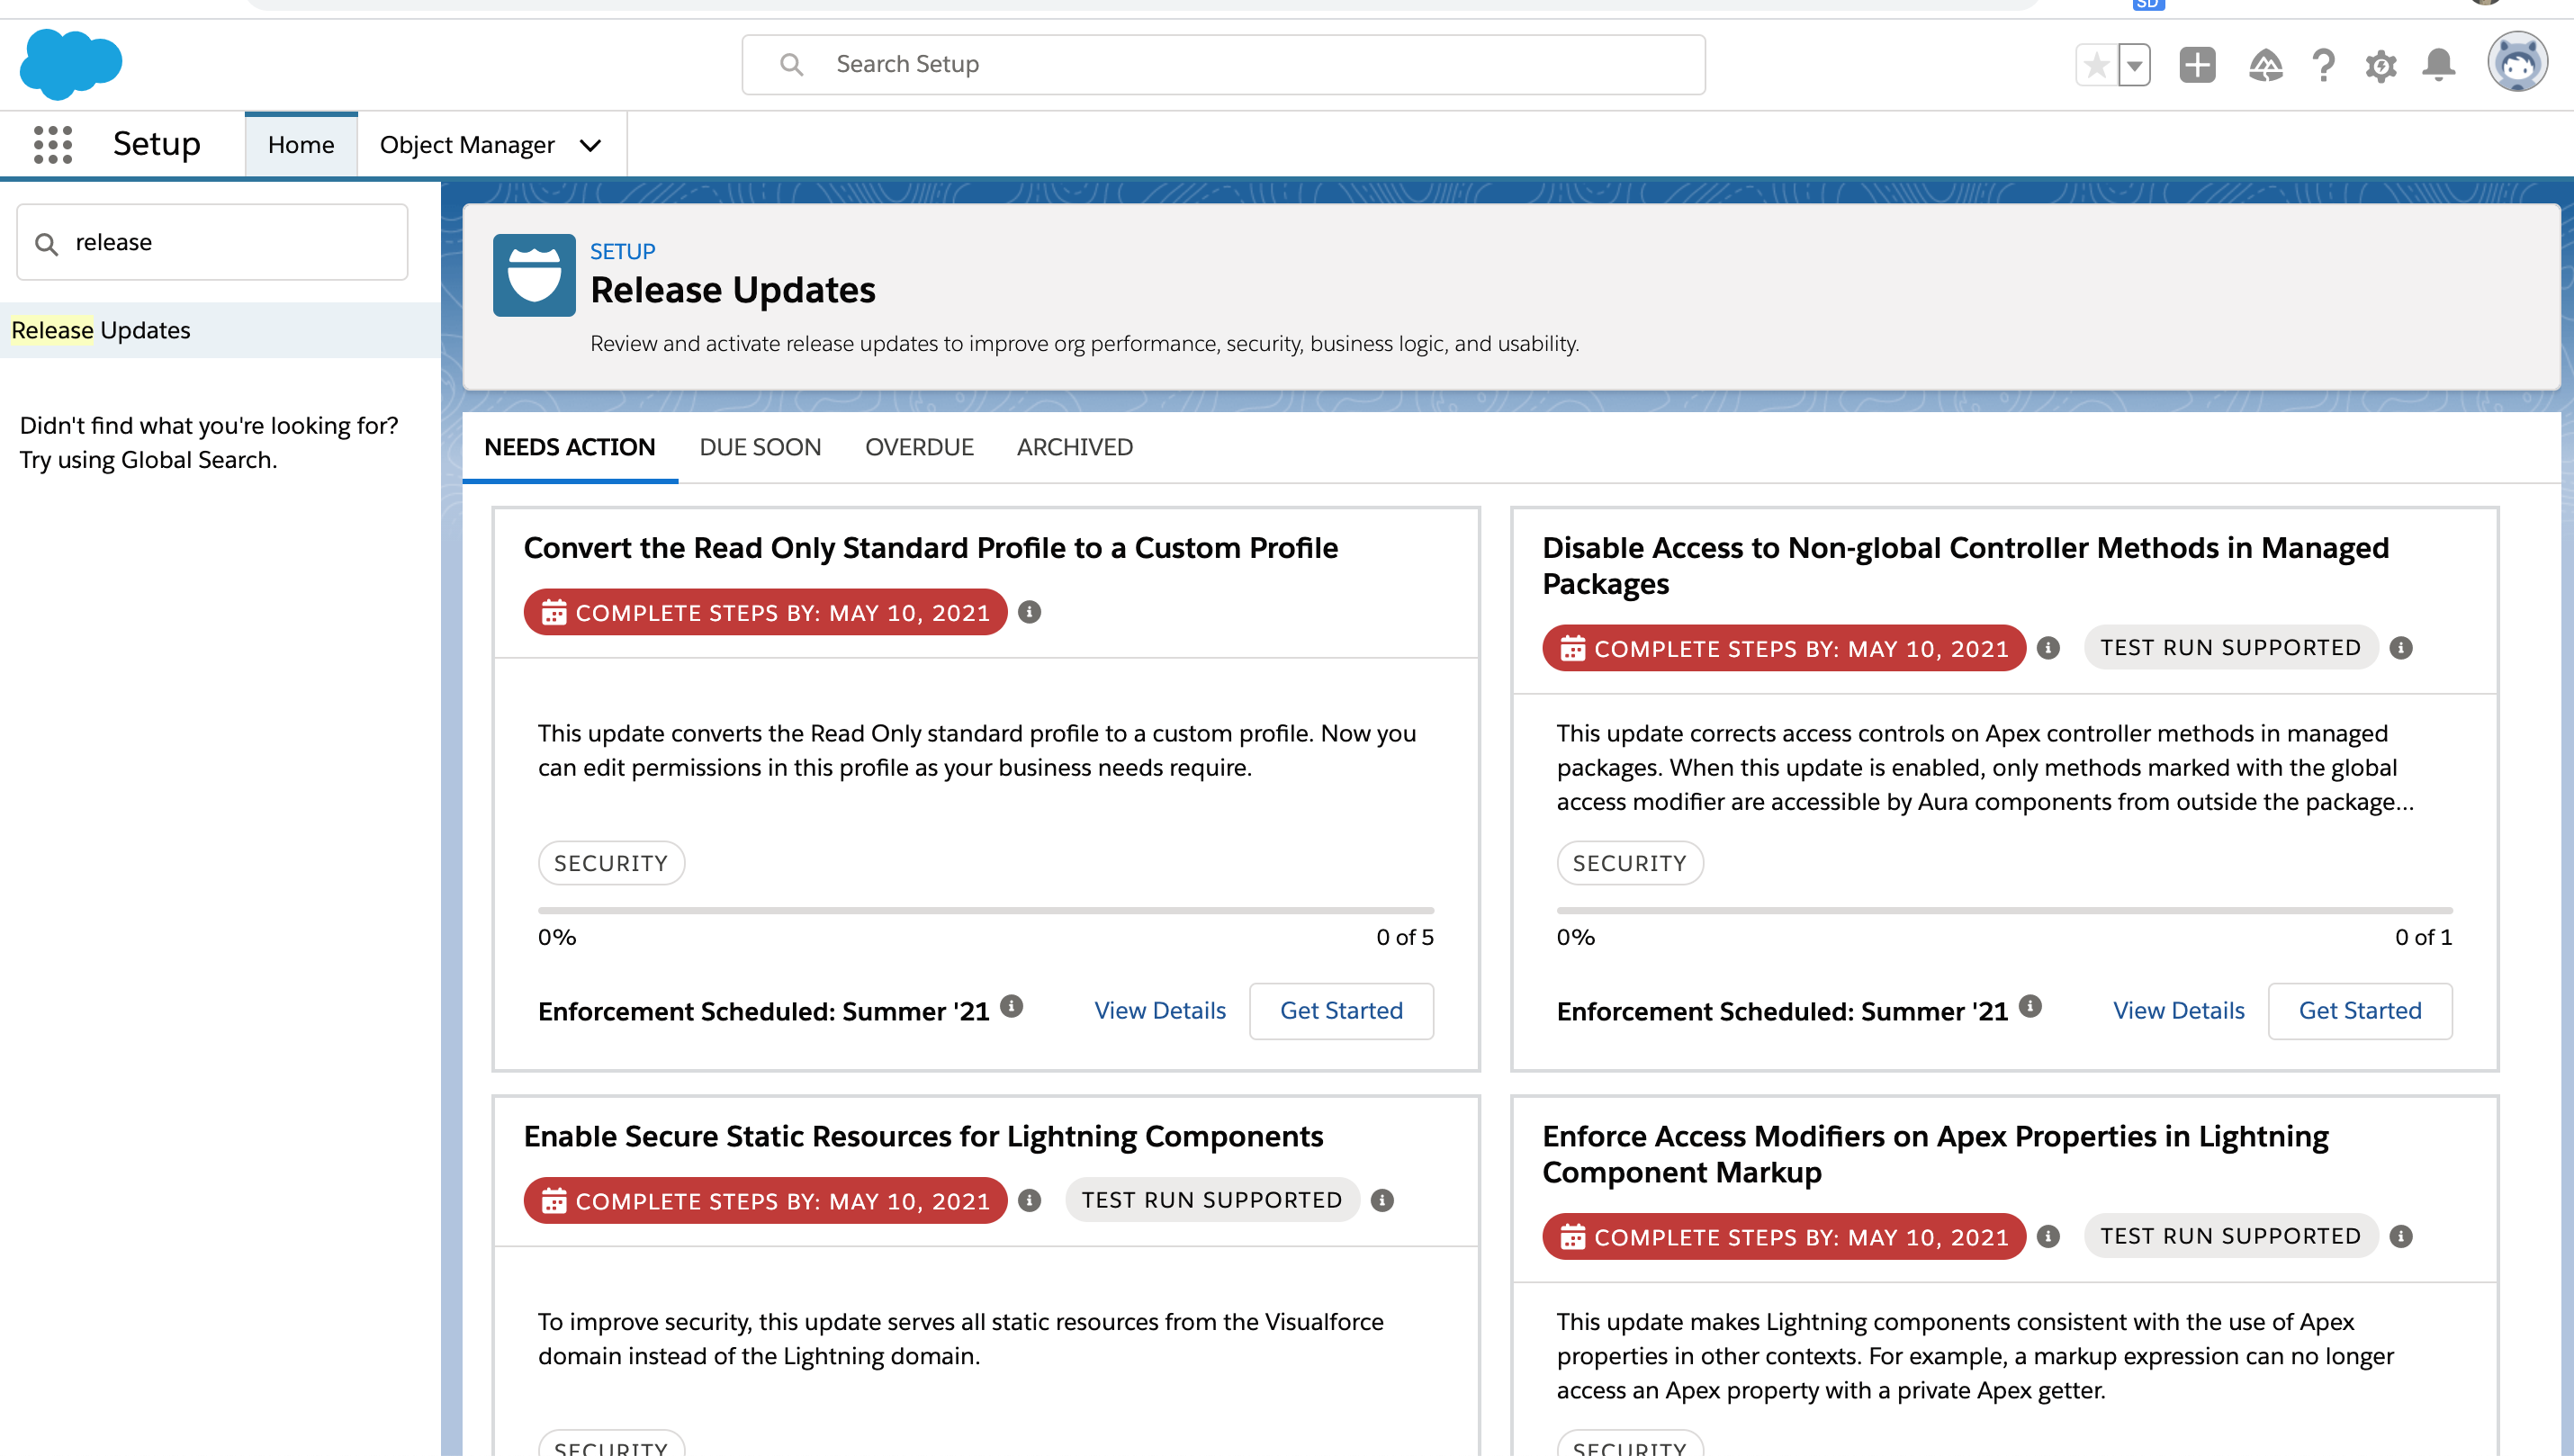 SD
Search Setup
Setup
Home
Object Manager
release
Release Updates
Didn't find what you're looking for?
Try using Global Search.
SETUP
Release Updates
Review and activate release updates to improve org performance, security, business logic, and usability.
NEEDS ACTION
DUE SOON
OVERDUE
ARCHIVED
Convert the Read Only Standard Profile to a Custom Profile
COMPLETE STEPS BY: MAY 10, 2021
This update converts the Read Only standard profile to a custom profile. Now you
can edit permissions in this profile as your business needs require.
SECURITY
0%
0 of 5
Enforcement Scheduled: Summer '21
View Details
Get Started
Disable Access to Non-global Controller Methods in Managed
Packages
COMPLETE STEPS BY: MAY 10, 2021
TEST RUN SUPPORTED
This update corrects access controls on Apex controller methods in managed
packages. When this update is enabled, only methods marked with the global
access modifier are accessible by Aura components from outside the package...
SECURITY
0%
0 of 1
Enforcement Scheduled: Summer '21
View Details
Get Started
Enable Secure Static Resources for Lightning Components
COMPLETE STEPS BY: MAY 10, 2021
TEST RUN SUPPORTED
To improve security, this update serves all static resources from the Visualforce
domain instead of the Lightning domain.
SECURITY
Enforce Access Modifiers on Apex Properties in Lightning
Component Markup
COMPLETE STEPS BY: MAY 10, 2021
TEST RUN SUPPORTED
This update makes Lightning components consistent with the use of Apex
properties in other contexts. For example, a markup expression can no longer
access an Apex property with a private Apex getter.
SECURITY